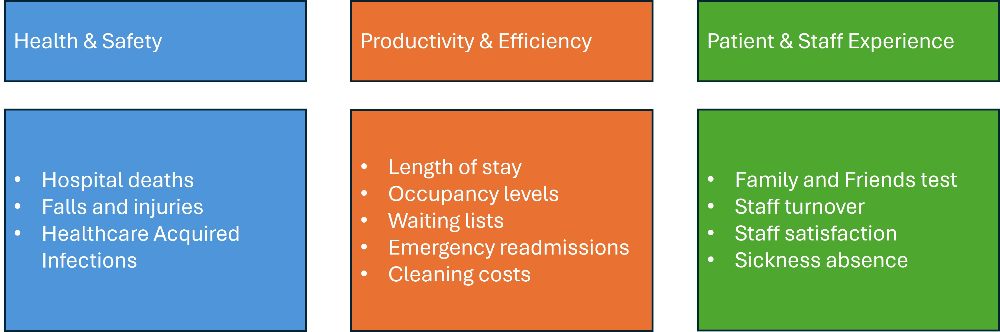 Health & Safety
Productivity & Efficiency
Patient & Staff Experience
• Hospital deaths
• Falls and injuries
• Healthcare Acquired
Infections
• Length of stay
• Occupancy levels
• Waiting lists
• Emergency readmissions
• Cleaning costs
• Family and Friends test
• Staff turnover
• Staff satisfaction
• Sickness absence